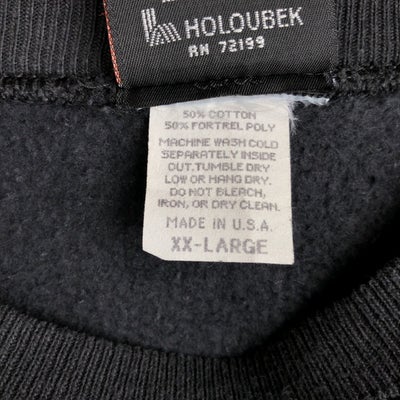 HOLOUBEK
RN 72199
50% COTTON
50% FORTREL POLY
MACHINE WASH COLD
SEPARATELY INSIDE
OUT. TUMBLE DRY
LOW OR HANG DRY.
DO NOT BLEACH,
IRON, OR DRY CLEAN.
MADE IN U.S.A.
XX-LARGE